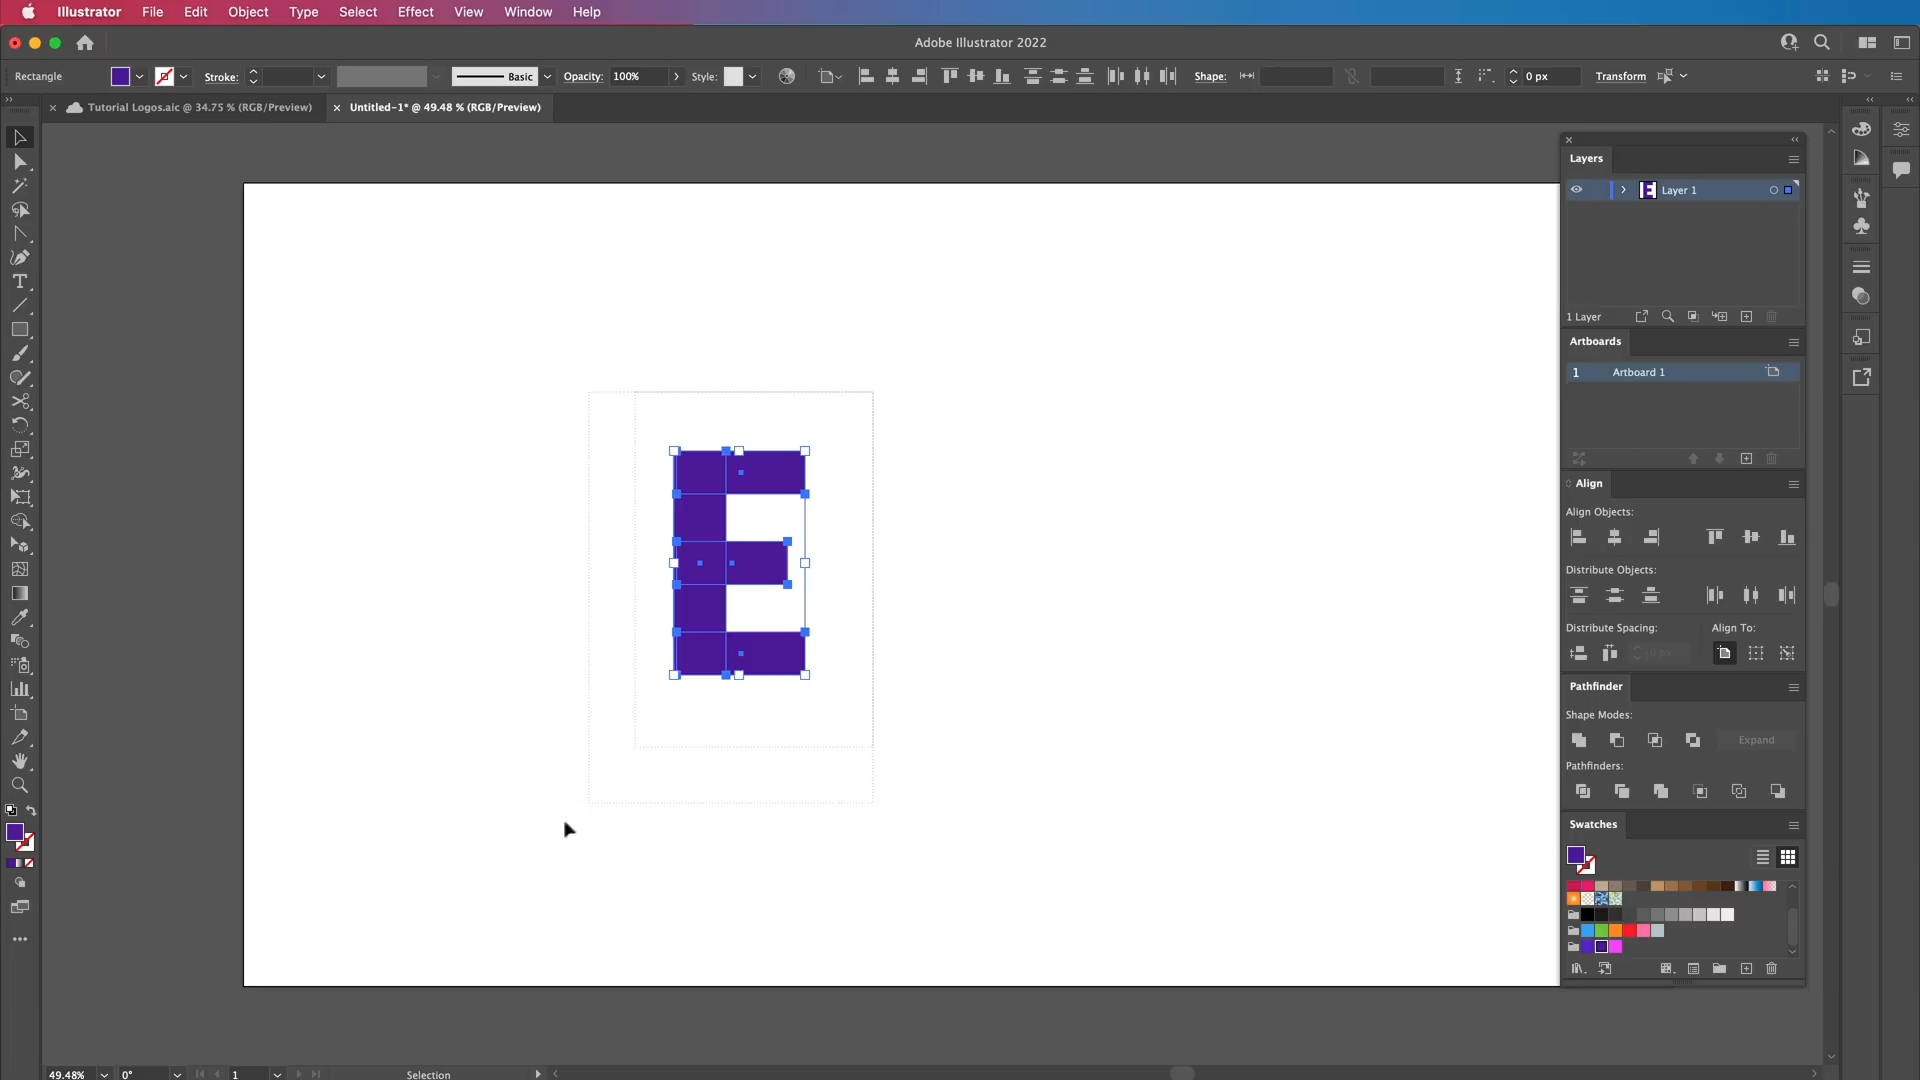 Illustrator File Edit Object Type Select Effect View Window Help
Adobe Illustrator 2022
Rectangle Stroke: Basic Opacity: 100% Style: Shape: 0 px Transform
Tutorial Logos.aic @ 34.75 % (RGB/Preview) Untitled-1* @ 49.48 % (RGB/Preview)
Layers
Layer 1
1 Layer
Artboards
1 Artboard 1
Align
Align Objects:
Distribute Objects:
Distribute Spacing: Align To:
0 px
Pathfinder
Shape Modes:
Expand
Pathfinders:
Swatches
E
49.48% 0° 1 Selection